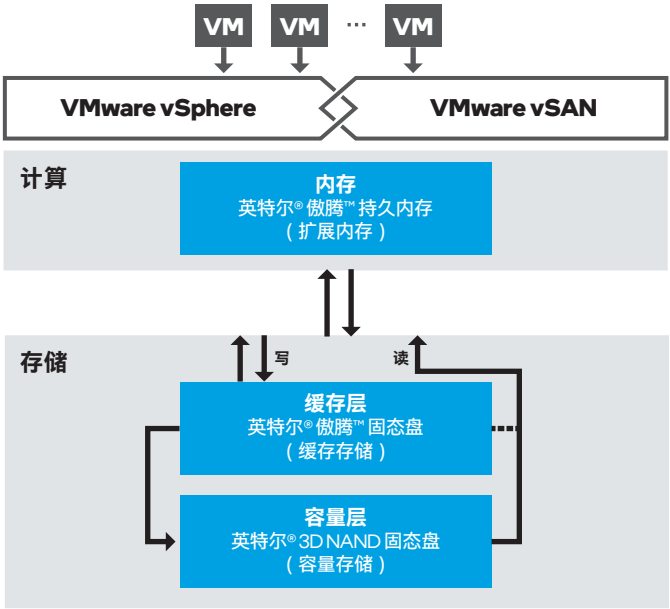 VM VM ··· VM
VMware vSphere VMware vSAN
计算
内存
英特尔® 傲腾™ 持久内存
（扩展内存）
存储
写 读
缓存层
英特尔® 傲腾™ 固态盘
（缓存存储）
容量层
英特尔® 3D NAND 固态盘
（容量存储）